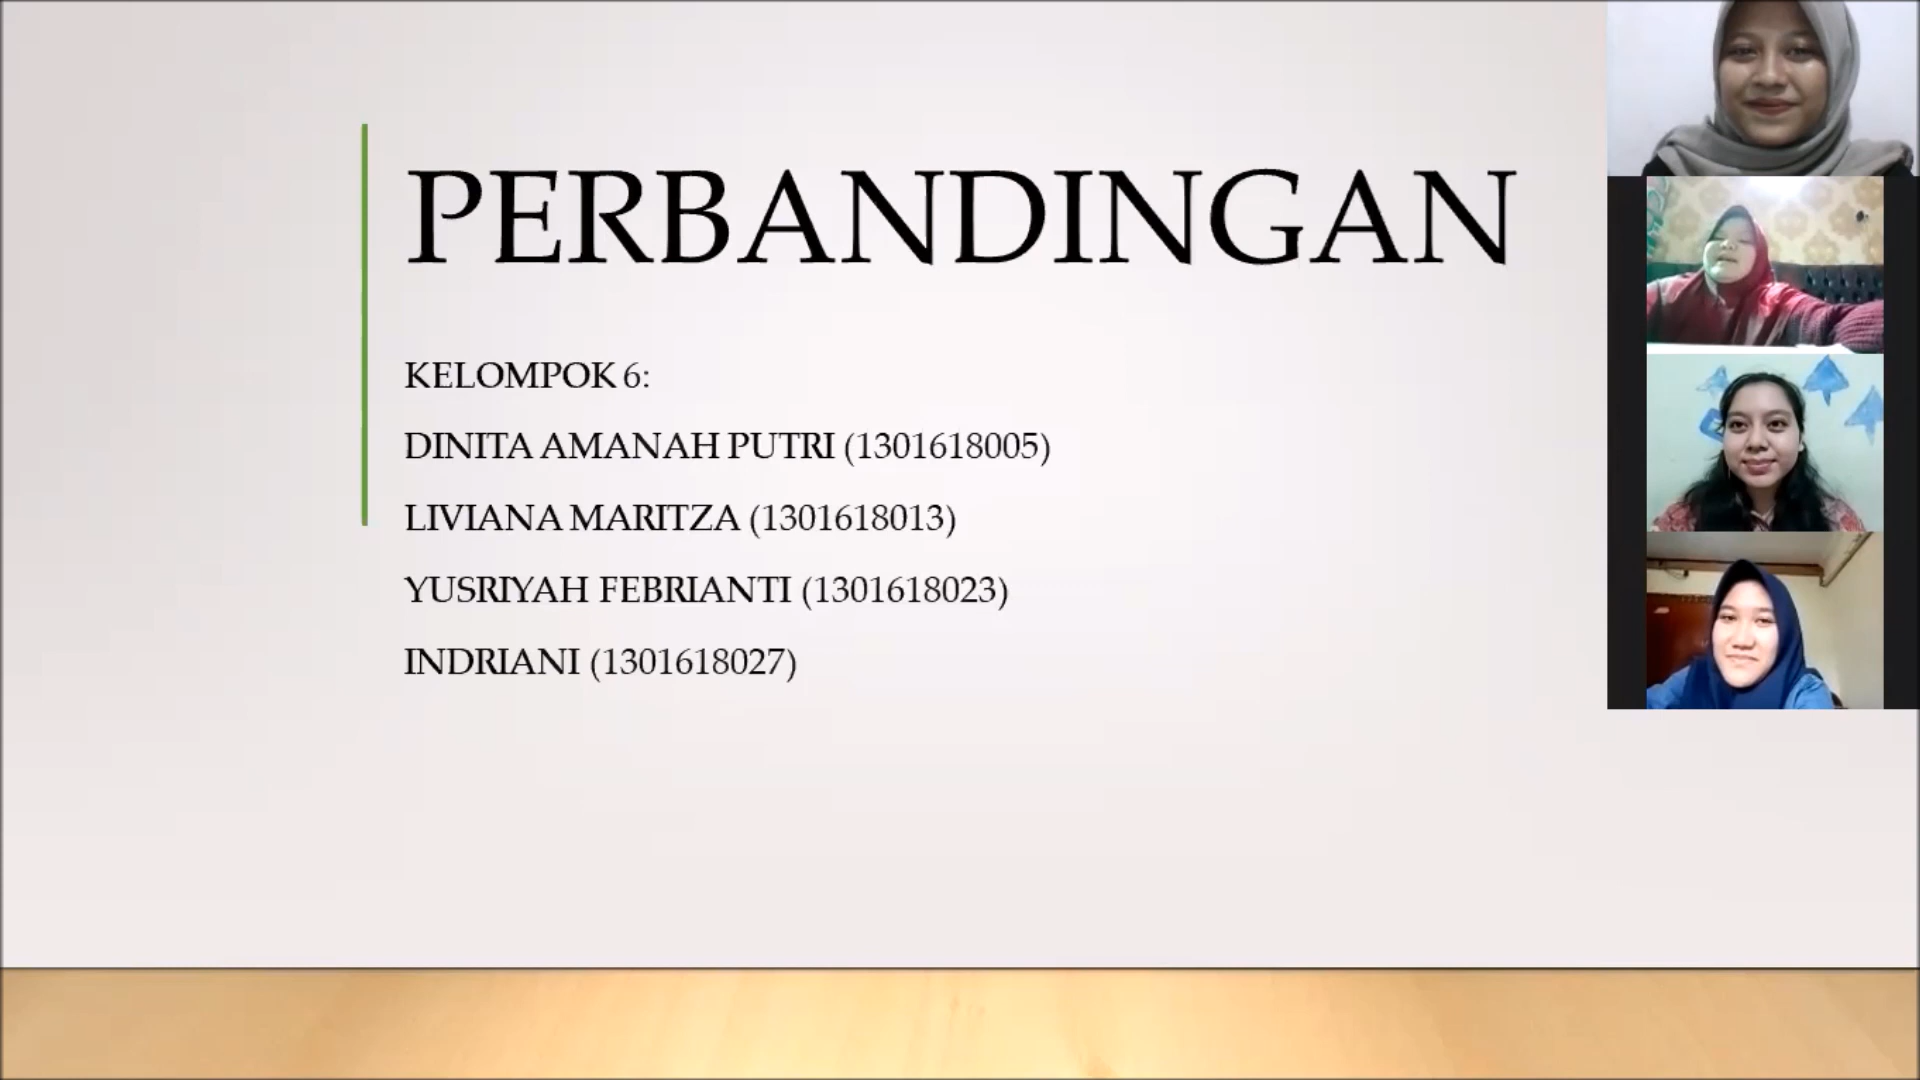 PERBANDINGAN
KELOMPOK 6:
DINITA AMANAH PUTRI (1301618005)
LIVIANA MARITZA (1301618013)
YUSRIYAH FEBRIANTI (1301618023)
INDRIANI (1301618027)